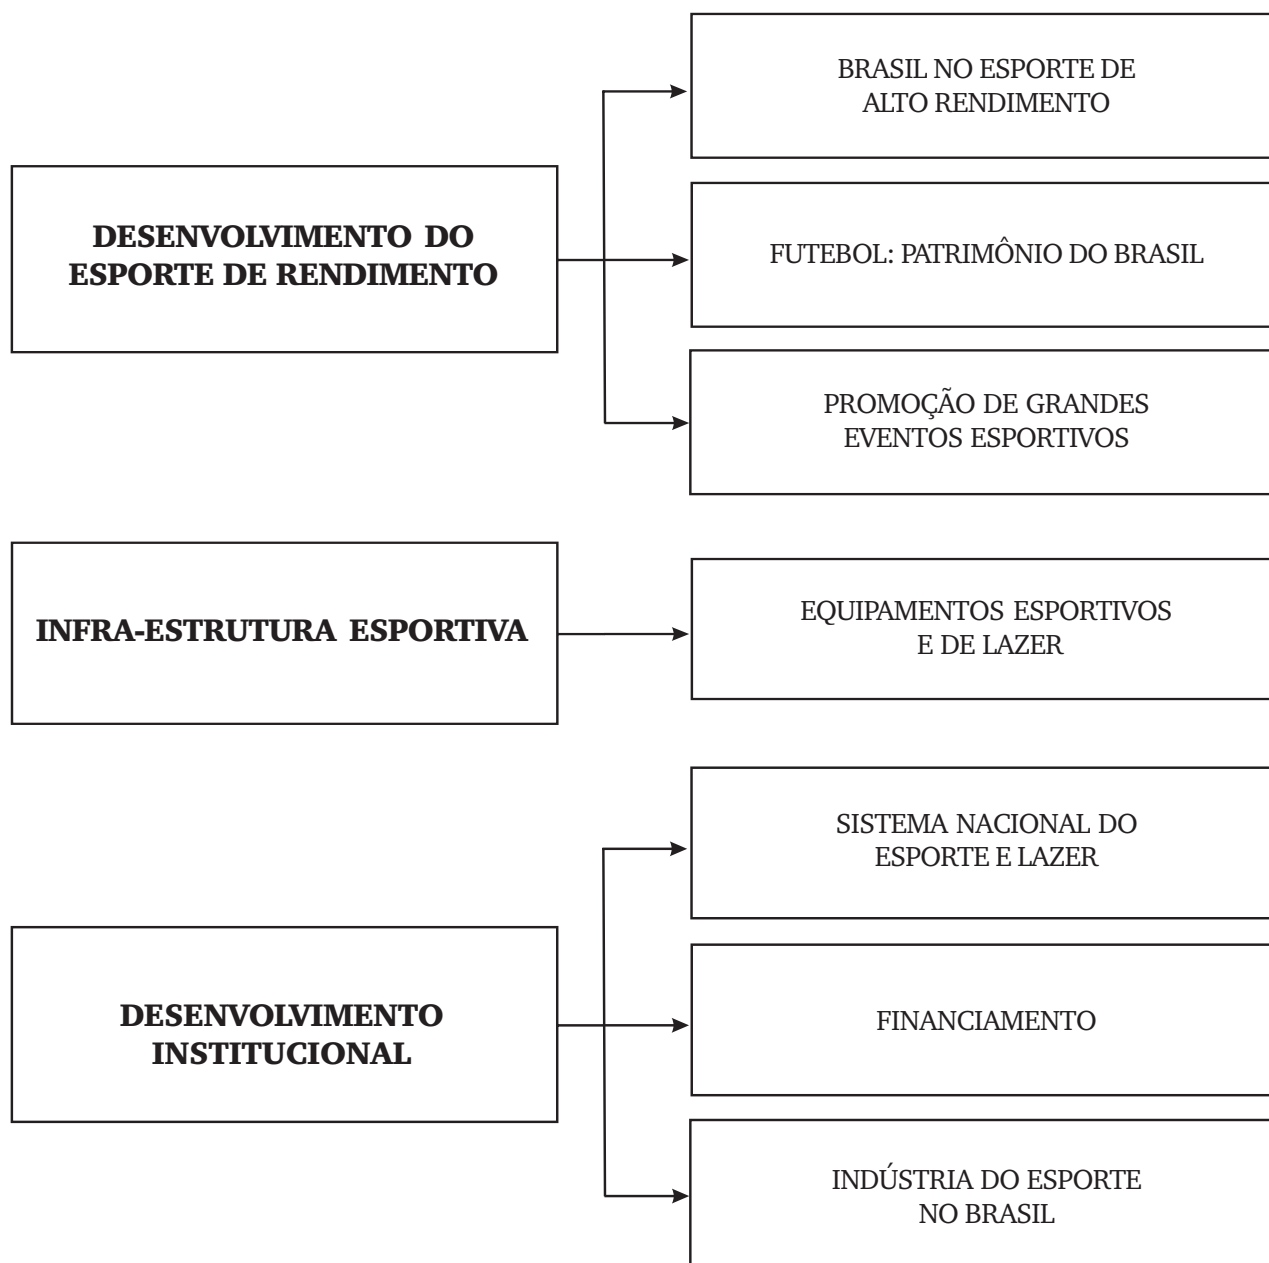 BRASIL NO ESPORTE DE
ALTO RENDIMENTO
DESENVOLVIMENTO DO
ESPORTE DE RENDIMENTO
FUTEBOL: PATRIMÔNIO DO BRASIL
PROMOÇÃO DE GRANDES
EVENTOS ESPORTIVOS
INFRA-ESTRUTURA ESPORTIVA
EQUIPAMENTOS ESPORTIVOS
E DE LAZER
SISTEMA NACIONAL DO
ESPORTE E LAZER
DESENVOLVIMENTO
INSTITUCIONAL
FINANCIAMENTO
INDÚSTRIA DO ESPORTE
NO BRASIL